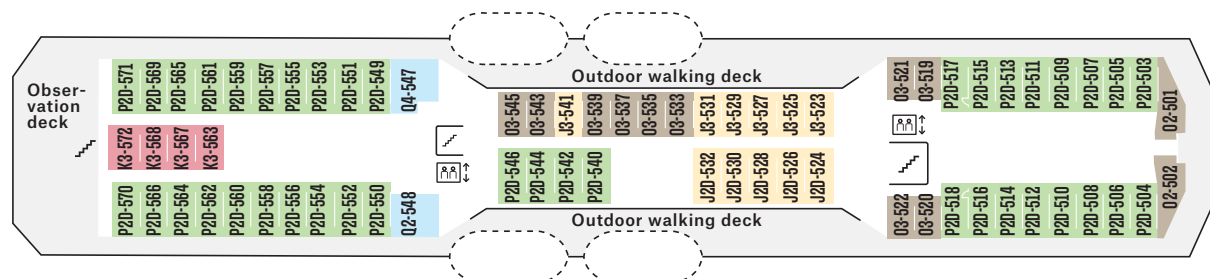 Obser-
vation
deck
P2D-571
P2D-569
P2D-565
P2D-561
P2D-559
P2D-557
P2D-555
P2D-553
P2D-551
P2D-549
Q4-547
K3-572
K3-568
K3-567
K3-563
P2D-570
P2D-566
P2D-564
P2D-562
P2D-560
P2D-558
P2D-556
P2D-554
P2D-552
P2D-550
Q2-548
Outdoor walking deck
O3-545
O3-543
J3-541
O3-539
O3-537
O3-535
O3-533
J3-531
J3-529
J3-527
J3-525
J3-523
P2D-546
P2D-544
P2D-542
P2D-540
J2D-532
J2D-530
J2D-528
J2D-526
J2D-524
Outdoor walking deck
O3-521
O3-519
P2D-517
P2D-515
P2D-513
P2D-511
P2D-509
P2D-507
P2D-505
P2D-503
O2-501
O3-522
O3-520
P2D-518
P2D-516
P2D-514
P2D-512
P2D-510
P2D-508
P2D-506
P2D-504
O2-502